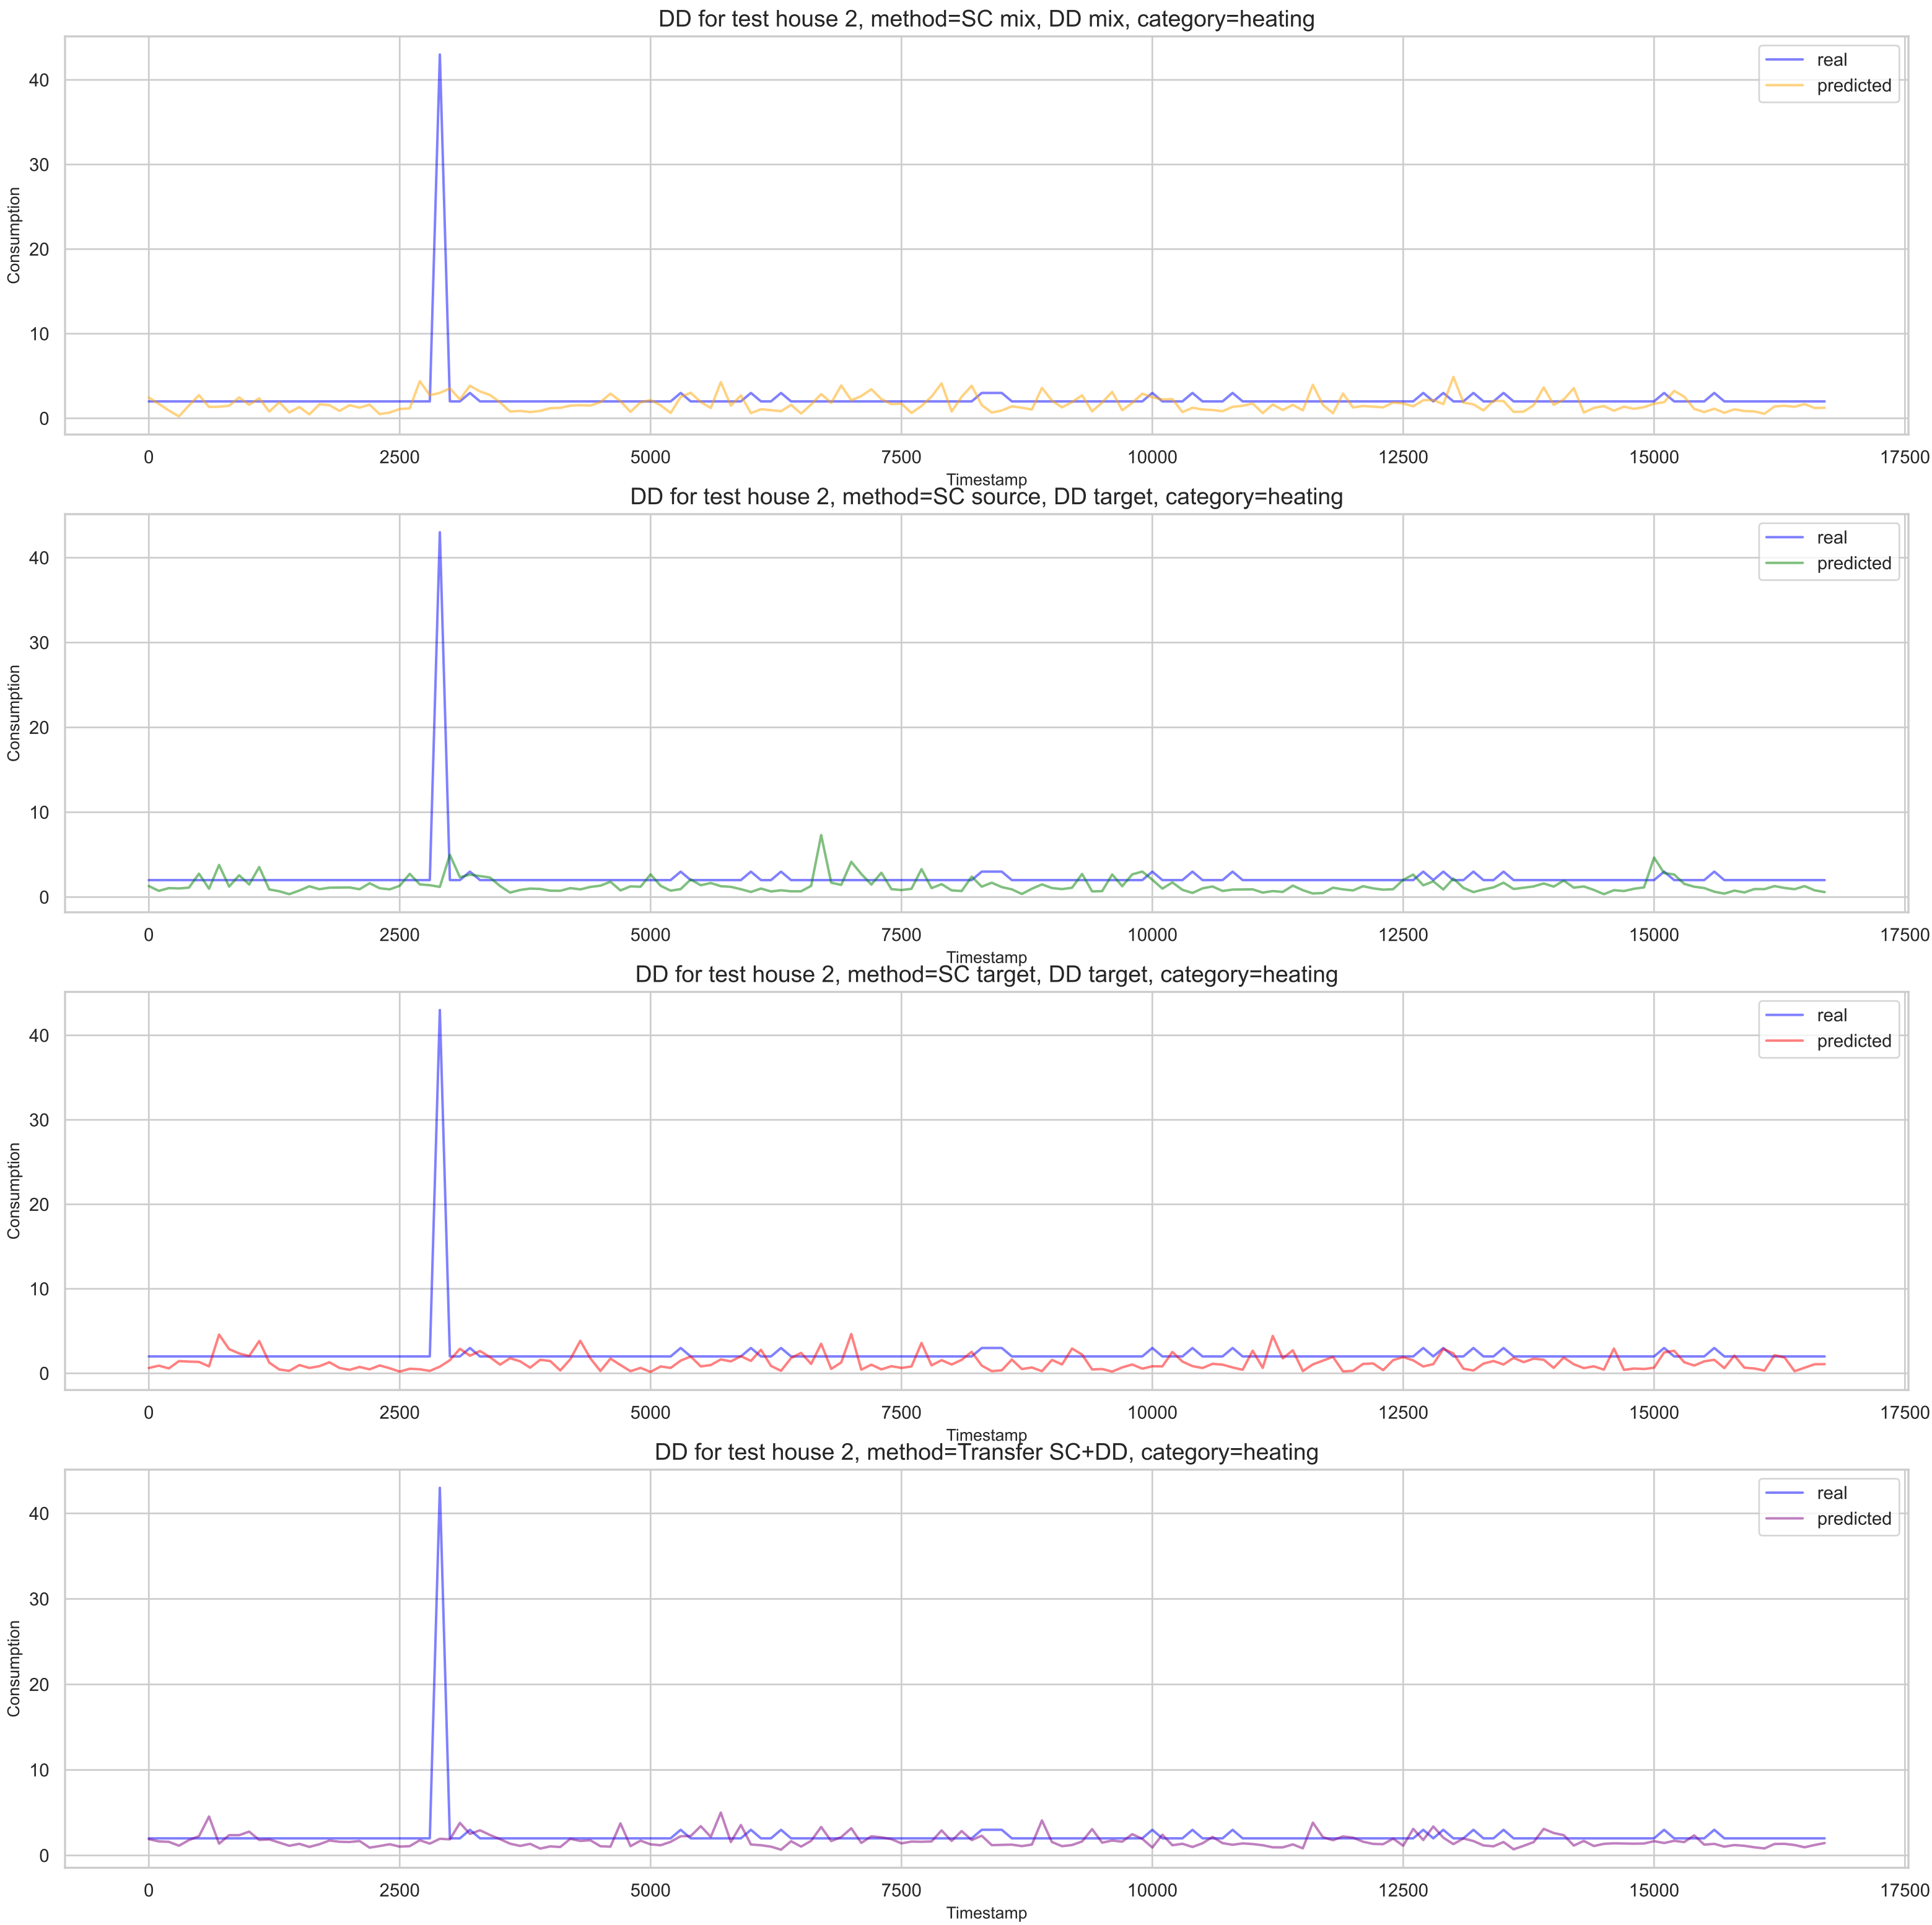 DD for test house 2, method=SC mix, DD mix, category=heating
real
predicted
40
30
20
10
0
Consumption
0 2500 5000 7500 10000 12500 15000 17500
Timestamp
DD for test house 2, method=SC source, DD target, category=heating
real
predicted
40
30
20
10
0
Consumption
0 2500 5000 7500 10000 12500 15000 17500
Timestamp
DD for test house 2, method=SC target, DD target, category=heating
real
predicted
40
30
20
10
0
Consumption
0 2500 5000 7500 10000 12500 15000 17500
Timestamp
DD for test house 2, method=Transfer SC+DD, category=heating
real
predicted
40
30
20
10
0
Consumption
0 2500 5000 7500 10000 12500 15000 17500
Timestamp